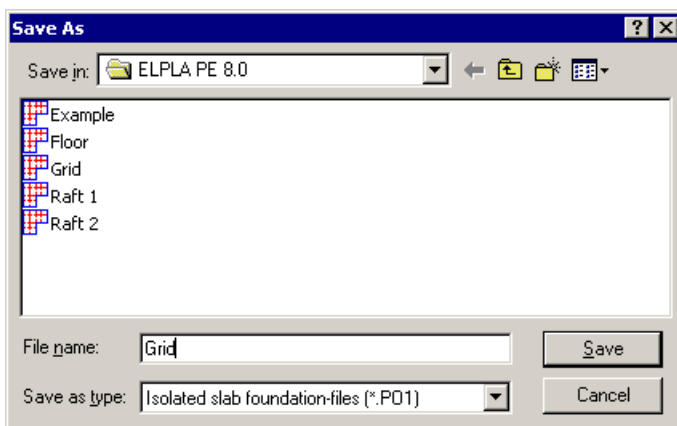 Save As
Save in: ELPLA PE 8.0
Example
Floor
Grid
Raft 1
Raft 2
File name: Grid Save
Save as type: Isolated slab foundation-files (*.PO1) Cancel